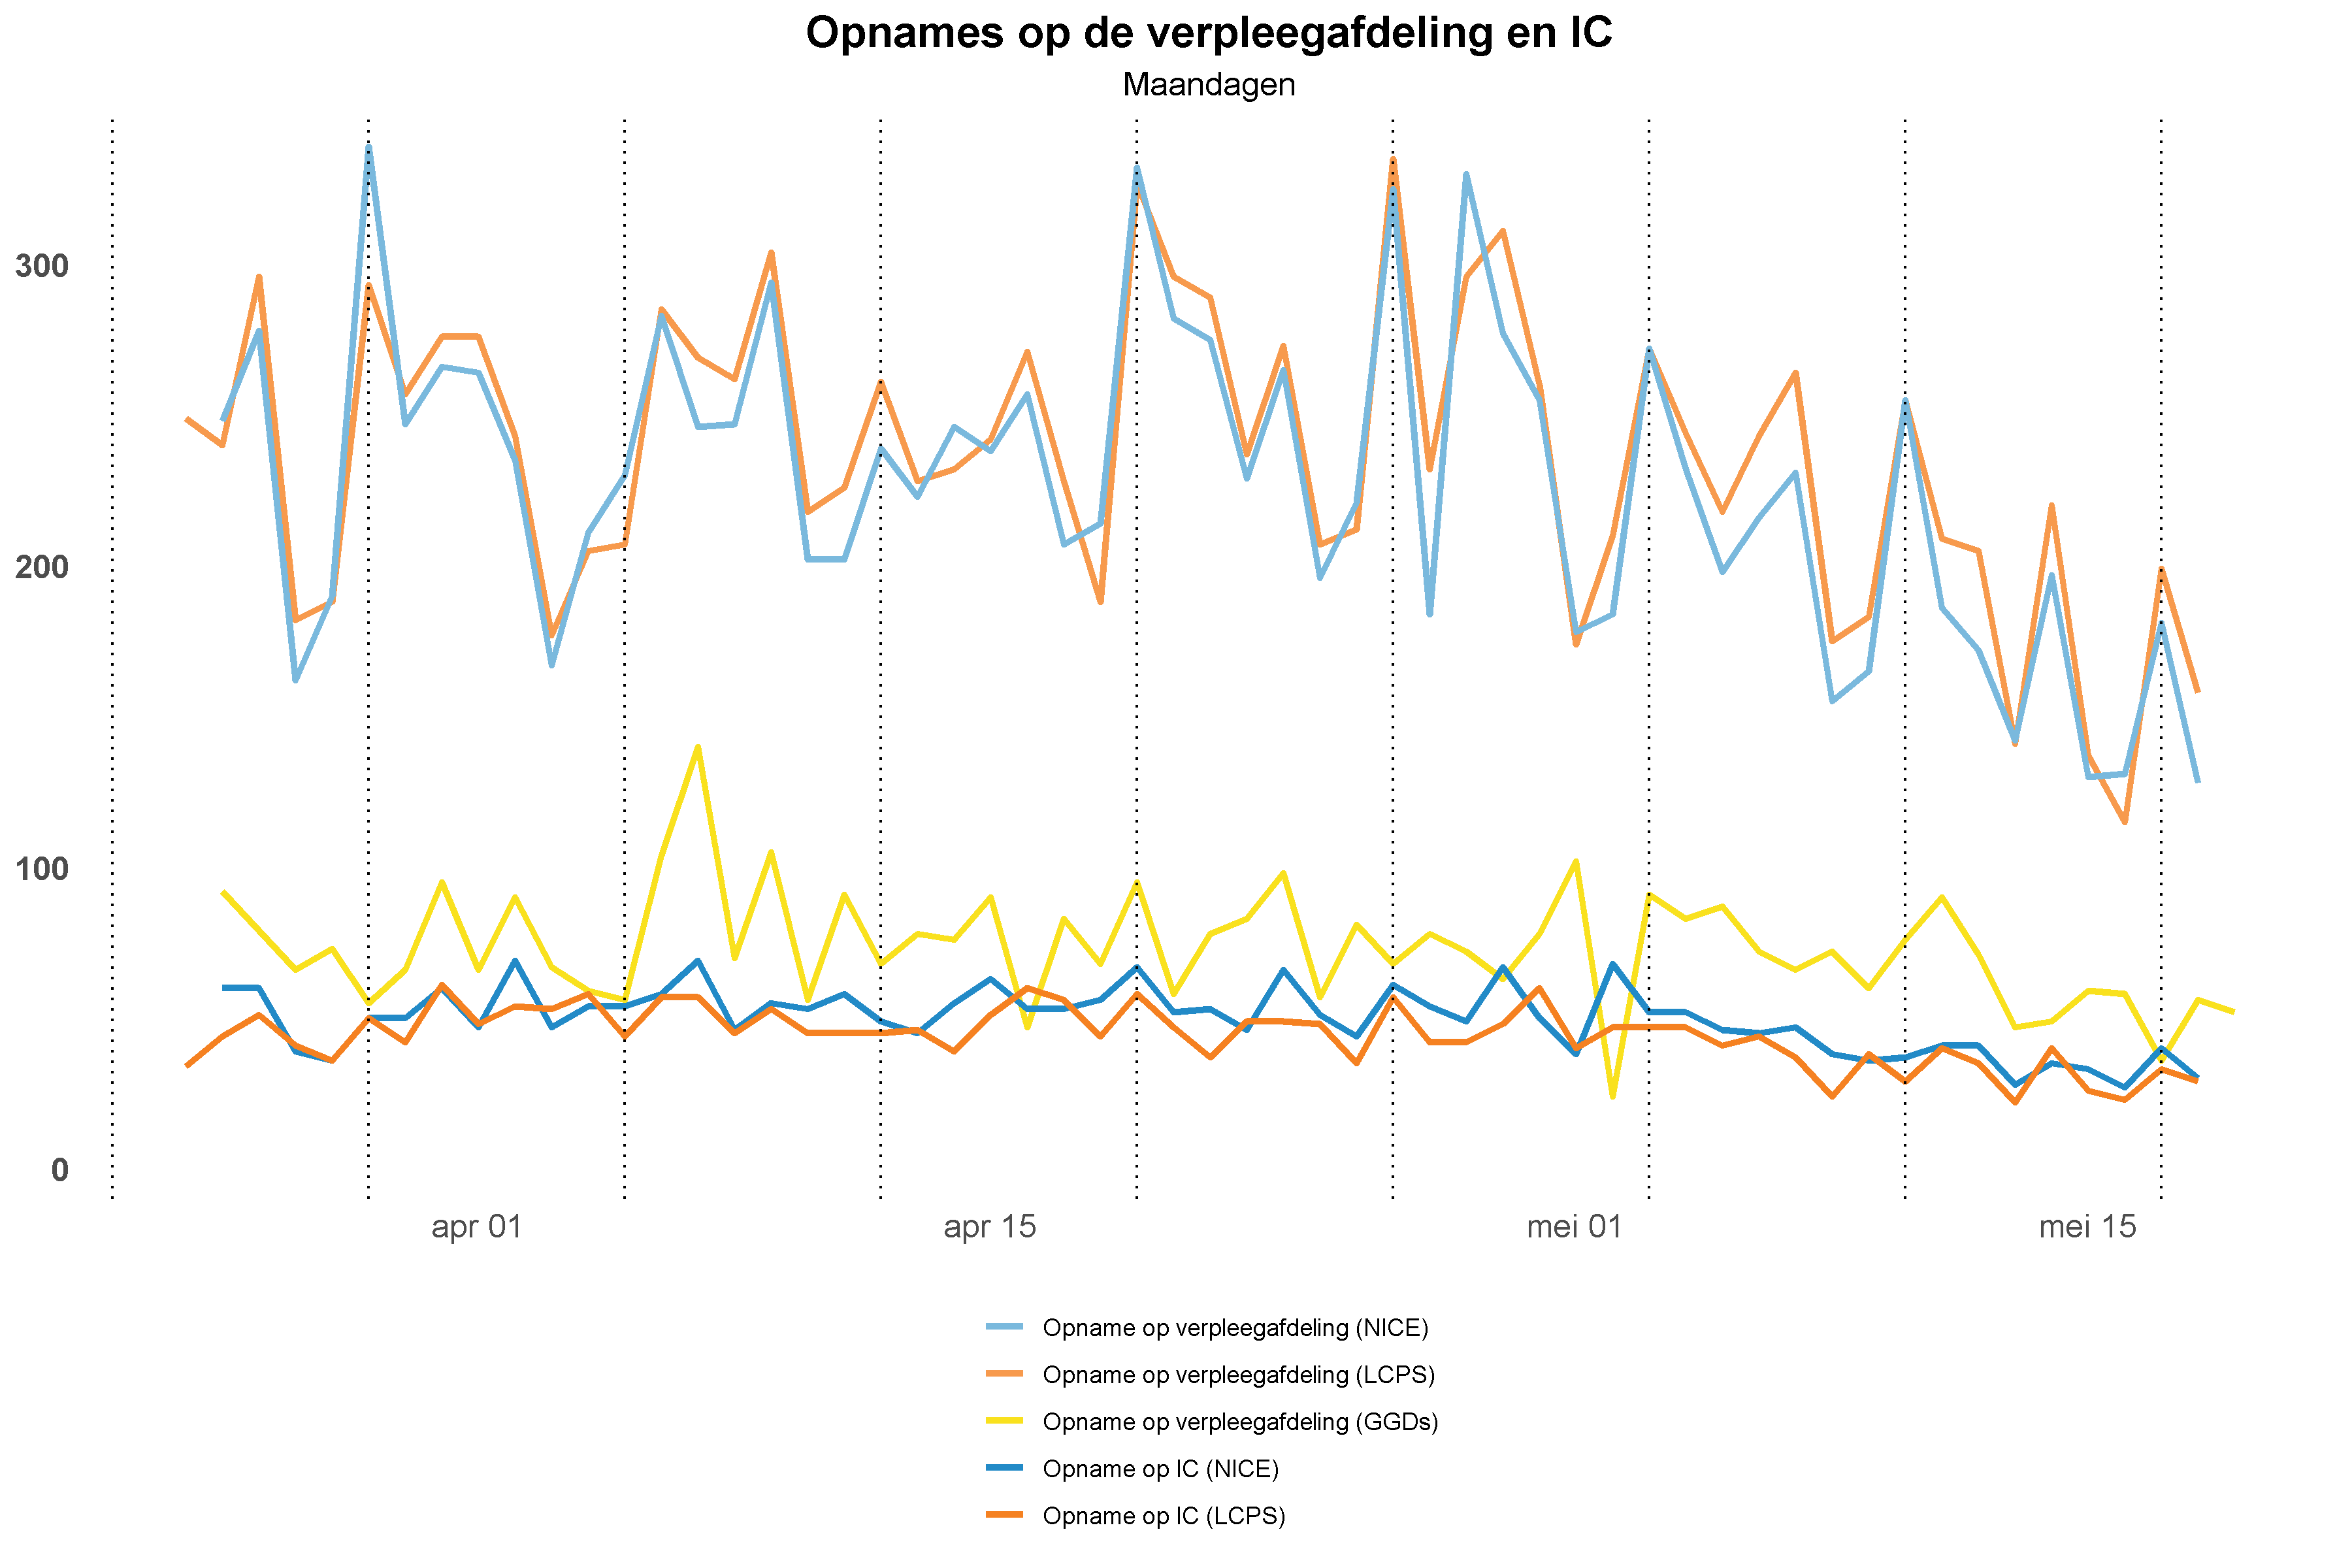 Opnames op de verpleegafdeling en IC
Maandagen
300
200
100
0
apr 01 apr 15 mei 01 mei 15
Opname op verpleegafdeling (NICE)
Opname op verpleegafdeling (LCPS)
Opname op verpleegafdeling (GGDs)
Opname op IC (NICE)
Opname op IC (LCPS)